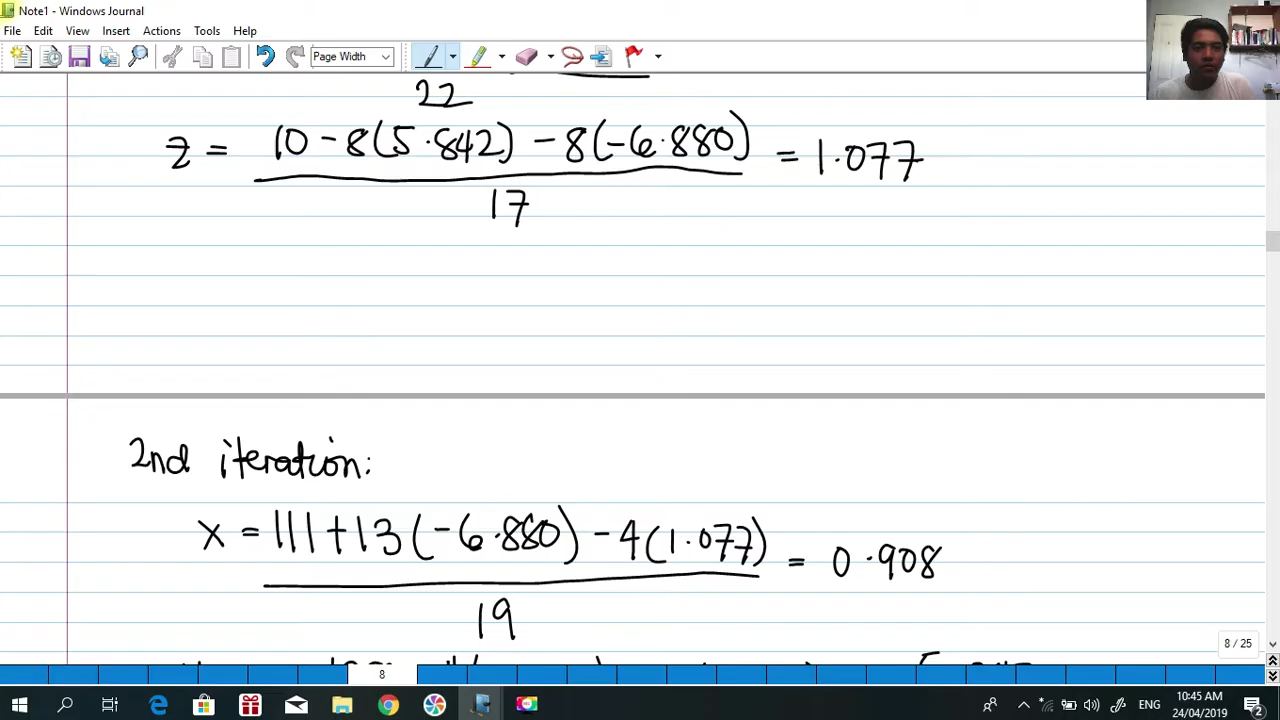 Note1 - Windows Journal
File Edit View Insert Actions Tools Help
Page Width
22
z = 10 - 8(5.842) - 8(-6.880) = 1.077
17
2nd iteration:
x = 111 + 13(-6.880) - 4(1.077) = 0.908
19
8 / 25
8
10:45 AM
ENG
24/04/2019
2